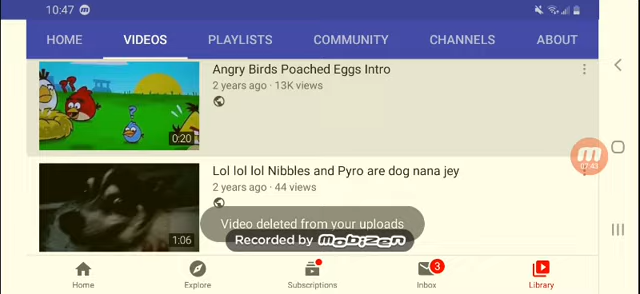 10:47
HOME VIDEOS PLAYLISTS COMMUNITY CHANNELS ABOUT
Angry Birds Poached Eggs Intro
2 years ago · 13K views
0:20
07:43
Lol lol lol Nibbles and Pyro are dog nana jey
2 years ago · 44 views
1:06
Video deleted from your uploads
Recorded by mobizen
3
Home Explore Subscriptions Inbox Library